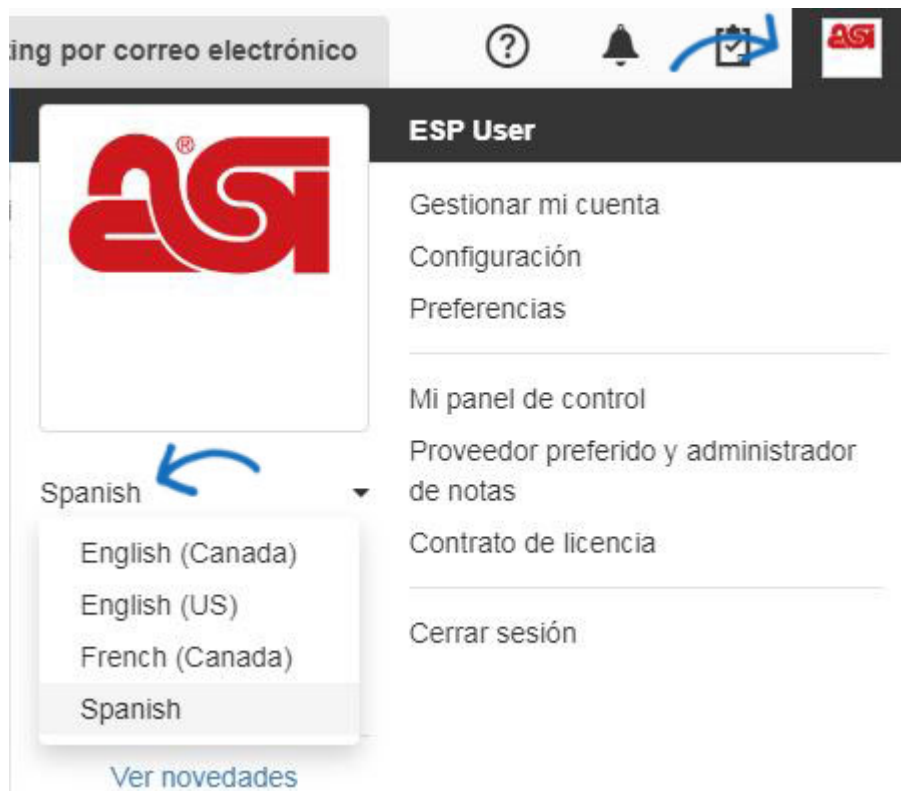 ing por correo electrónico
asi
ESP User
asi®
Gestionar mi cuenta
Configuración
Preferencias
Mi panel de control
Proveedor preferido y administrador
de notas
Contrato de licencia
Cerrar sesión
Spanish
English (Canada)
English (US)
French (Canada)
Spanish
Ver novedades